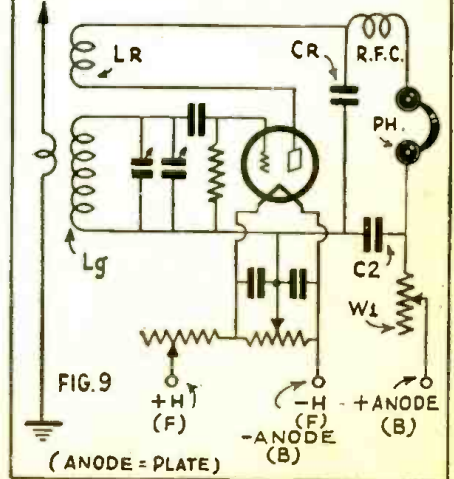 LR
CR
R.F.C.
PH.
Lg
C2
W1
FIG.9
+H
(F)
-H
(F)
-ANODE
(B)
+ANODE
(B)
(ANODE = PLATE)